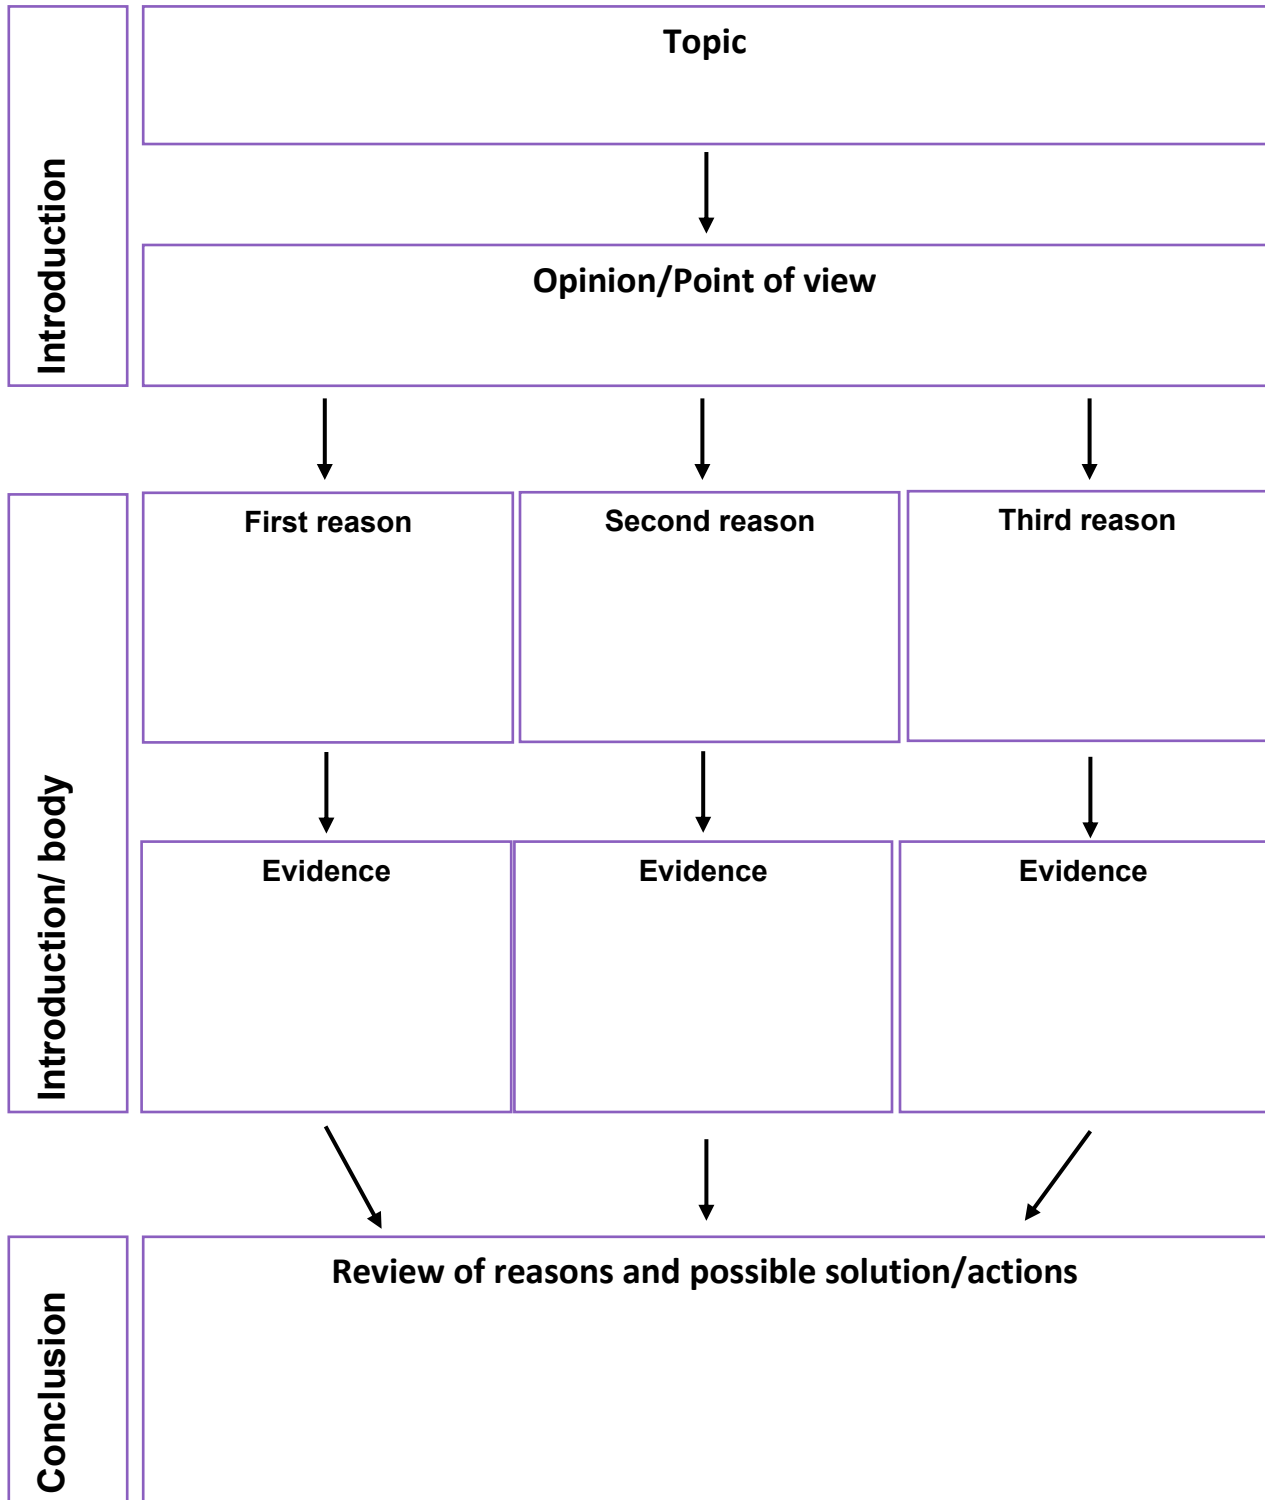 Introduction
Topic
Opinion/Point of view
Introduction/ body
First reason
Second reason
Third reason
Evidence
Evidence
Evidence
Conclusion
Review of reasons and possible solution/actions